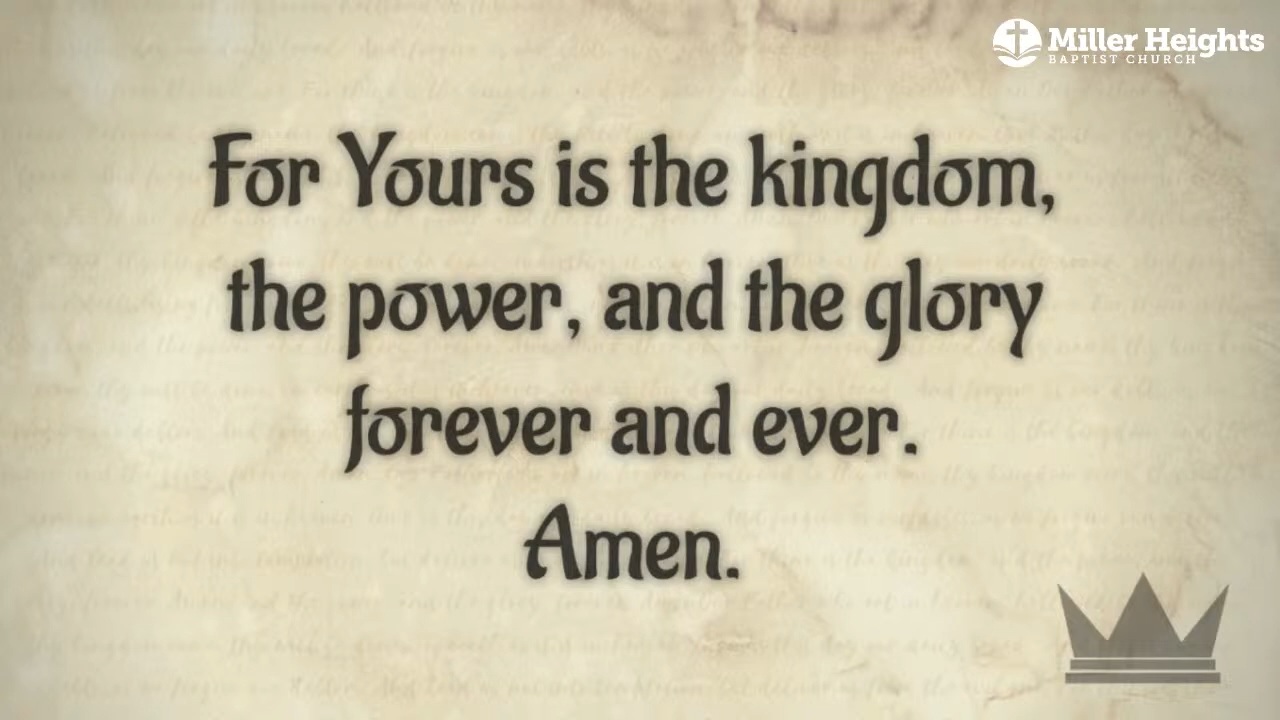 Miller Heights
BAPTIST CHURCH
For Yours is the kingdom,
the power, and the glory
forever and ever.
Amen.